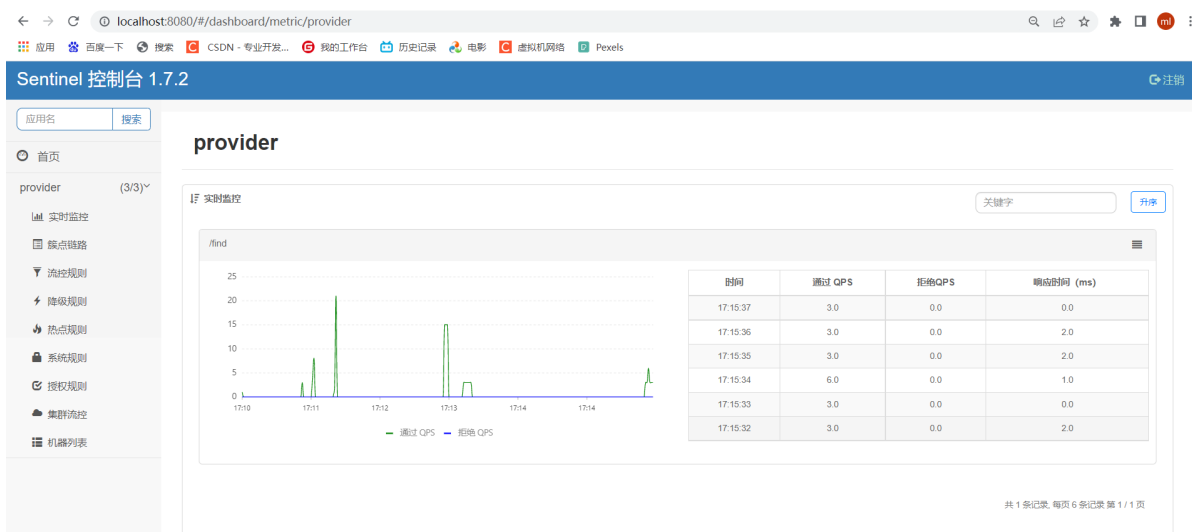 localhost:8080/#/dashboard/metric/provider
ml
应用 百度一下 搜索 CSDN - 专业开发... 我的工作台 历史记录 电影 虚拟机网络 Pexels
Sentinel 控制台 1.7.2 注销
应用名 搜索
首页
provider (3/3)
实时监控
簇点链路
流控规则
降级规则
热点规则
系统规则
授权规则
集群流控
机器列表
provider
实时监控 关键字 升序
/find
25
20
15
10
5
0
17:10 17:11 17:12 17:13 17:14 17:14
通过 QPS 拒绝 QPS
时间 通过 QPS 拒绝QPS 响应时间 (ms)
17:15:37 3.0 0.0 0.0
17:15:36 3.0 0.0 2.0
17:15:35 3.0 0.0 2.0
17:15:34 6.0 0.0 1.0
17:15:33 3.0 0.0 0.0
17:15:32 3.0 0.0 2.0
共 1 条记录, 每页 6 条记录 第 1 / 1 页